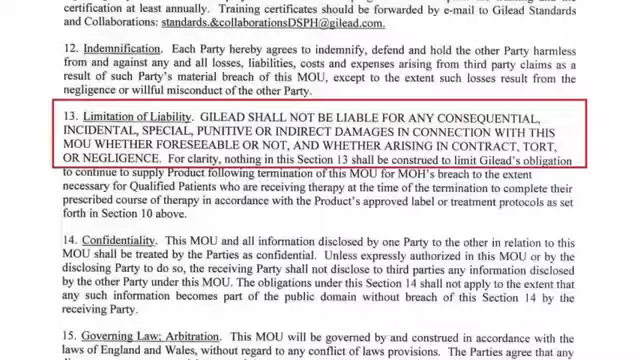 certification at least annually. Training certificates should be forwarded by e-mail to Gilead Standards
and Collaborations: standards.&collaborationsDSPH@gilead.com.
12. Indemnification. Each Party hereby agrees to indemnify, defend and hold the other Party harmless
from and against any and all losses, liabilities, costs and expenses arising from third party claims as a
result of such Party's material breach of this MOU, except to the extent such losses result from the
negligence or willful misconduct of the other Party.
13. Limitation of Liability. GILEAD SHALL NOT BE LIABLE FOR ANY CONSEQUENTIAL,
INCIDENTAL, SPECIAL, PUNITIVE OR INDIRECT DAMAGES IN CONNECTION WITH THIS
MOU WHETHER FORESEEABLE OR NOT, AND WHETHER ARISING IN CONTRACT, TORT,
OR NEGLIGENCE. For clarity, nothing in this Section 13 shall be construed to limit Gilead's obligation
to continue to supply Product following termination of this MOU for MOH's breach to the extent
necessary for Qualified Patients who are receiving therapy at the time of the termination to complete their
prescribed course of therapy in accordance with the Product's approved label or treatment protocols as set
forth in Section 10 above.
14. Confidentiality. This MOU and all information disclosed by one Party to the other in relation to this
MOU shall be treated by the Parties as confidential. Unless expressly authorized in this MOU or by the
disclosing Party to do so, the receiving Party shall not disclose to third parties any information disclosed
by the other Party under this MOU. The obligations under this Section 14 shall not apply to the extent that
any such information becomes part of the public domain without breach of this Section 14 by the
receiving Party.
15. Governing Law; Arbitration. This MOU will be governed by and construed in accordance with the
laws of England and Wales, without regard to any conflict of laws provisions. The Parties agree that any